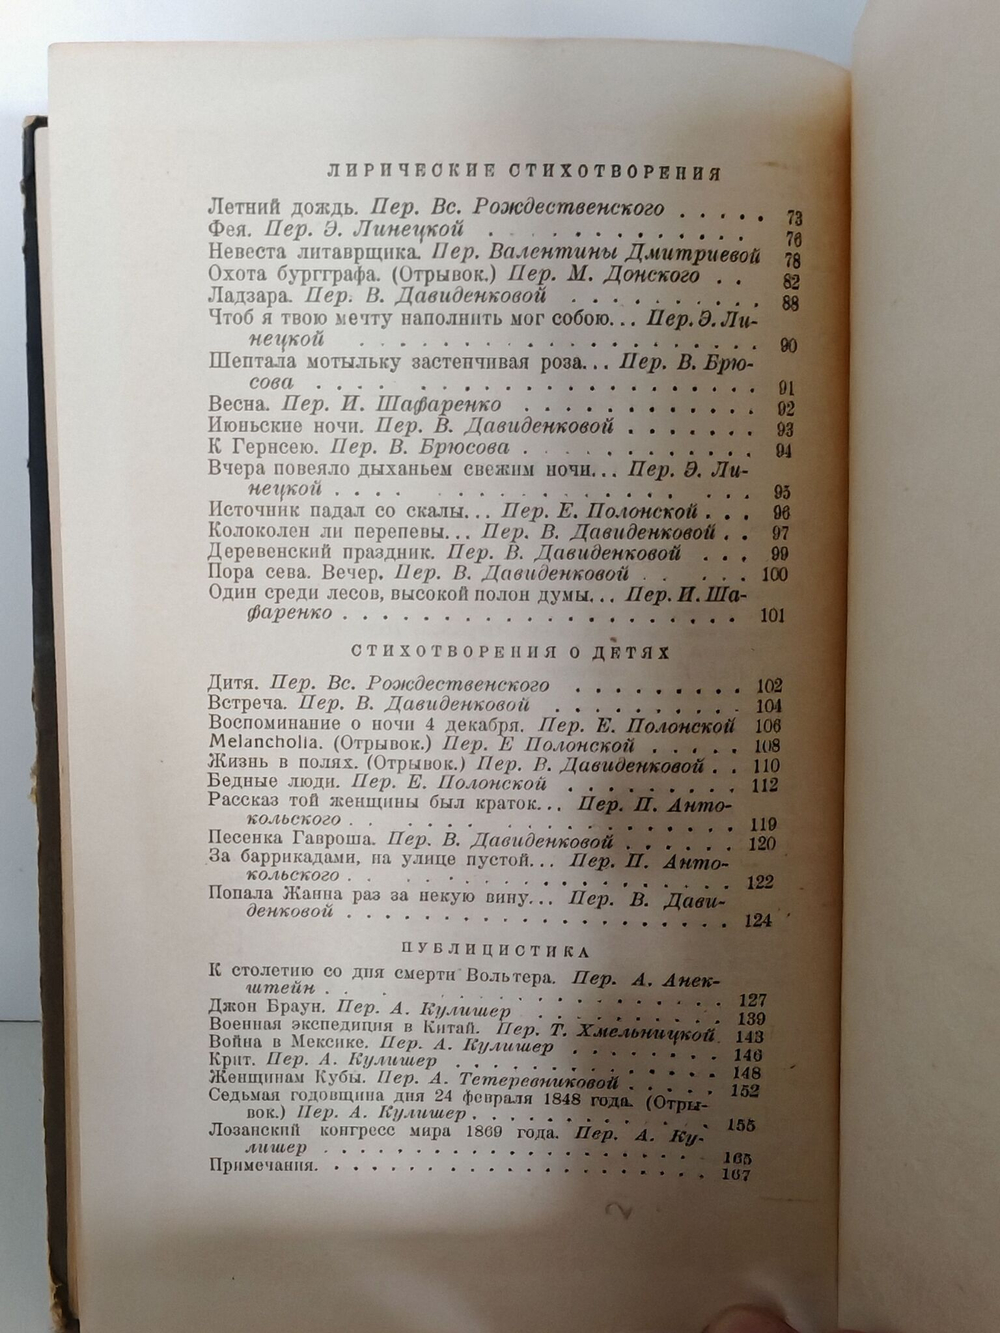 ЛИРИЧЕСКИЕ СТИХОТВОРЕНИЯ
Летний дождь. Пер. Вс. Рождественского . . . . . 73
Фея. Пер. Э. Линецкой . . . . . . . . . . . . 76
Невеста литаврщика. Пер. Валентины Дмитриевой 78
Охота бургграфа. (Отрывок.) Пер. М. Донского . . 82
Ладзара. Пер. В. Давиденковой . . . . . . . . . 88
Чтоб я твою мечту наполнить мог собою... Пер. Э. Ли-
нецкой . . . . . . . . . . . . . . . . . . 90
Шептала мотыльку застенчивая роза... Пер. В. Брю-
сова . . . . . . . . . . . . . . . . . . . 91
Весна. Пер. И. Шафаренко . . . . . . . . . . . 92
Июньские ночи. Пер. В. Давиденковой . . . . . . . 93
К Гернсею. Пер. В. Брюсова . . . . . . . . . . . 94
Вчера повеяло дыханьем свежим ночи... Пер. Э. Ли-
нецкой . . . . . . . . . . . . . . . . . . 95
Источник падал со скалы... Пер. Е. Полонской . . . 96
Колоколен ли перепевы... Пер. В. Давиденковой . . 97
Деревенский праздник. Пер. В. Давиденковой . . . 99
Пора сева. Вечер. Пер. В. Давиденковой . . . . . 100
Один среди лесов, высокой полон думы... Пер. И. Ша-
фаренко . . . . . . . . . . . . . . . . . . 101
СТИХОТВОРЕНИЯ О ДЕТЯХ
Дитя. Пер. Вс. Рождественского . . . . . . . . . 102
Встреча. Пер. В. Давиденковой . . . . . . . . . . 104
Воспоминание о ночи 4 декабря. Пер. Е. Полонской 106
Melancholia. (Отрывок.) Пер. Е Полонской . . . . . 108
Жизнь в полях. (Отрывок.) Пер. В. Давиденковой . . 110
Бедные люди. Пер. Е. Полонской . . . . . . . . . 112
Рассказ той женщины был краток... Пер. П. Анто-
кольского . . . . . . . . . . . . . . . . . 119
Песенка Гавроша. Пер. В. Давиденковой . . . . . . 120
За баррикадами, на улице пустой... Пер. П. Анто-
кольского . . . . . . . . . . . . . . . . . 122
Попала Жанна раз за некую вину... Пер. В. Дави-
денковой . . . . . . . . . . . . . . . . . . 124
ПУБЛИЦИСТИКА
К столетию со дня смерти Вольтера. Пер. А. Анек-
штейн . . . . . . . . . . . . . . . . . . 127
Джон Браун. Пер. А. Кулишер . . . . . . . . . . 139
Военная экспедиция в Китай. Пер. Т. Хмельницкой 143
Война в Мексике. Пер. А. Кулишер . . . . . . . . 146
Крит. Пер. А. Кулишер . . . . . . . . . . . . . 148
Женщинам Кубы. Пер. А. Тетеревниковой . . . . . 152
Седьмая годовщина дня 24 февраля 1848 года. (Отры-
вок.) Пер. А. Кулишер . . . . . . . . . . . . 155
Лозанский конгресс мира 1869 года. Пер. А. Ку-
лишер . . . . . . . . . . . . . . . . . . . 165
Примечания. . . . . . . . . . . . . . . . . . . 167
2